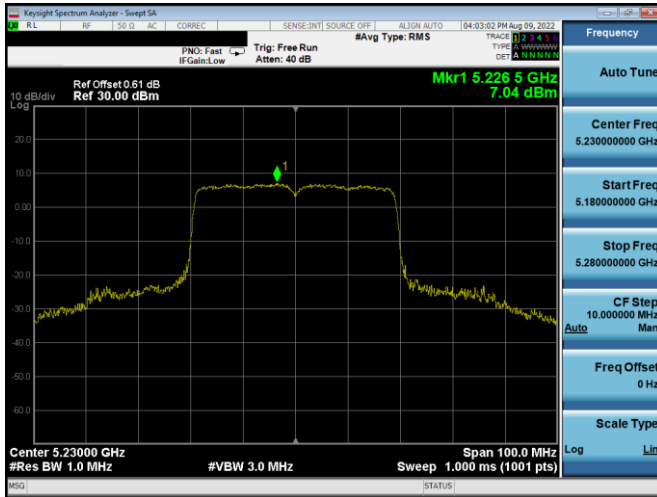 Keysight Spectrum Analyzer - Swept SA
RL RF 50 Ω AC CORREC SENSE:INT SOURCE OFF ALIGN AUTO 04:03:02 PM Aug 09, 2022
#Avg Type: RMS
TRACE 1 2 3 4 5 6
PNO: Fast
Trig: Free Run
TYPE A WWWWW
IFGain:Low
Atten: 40 dB
DET A N N N N N
Mkr1 5.226 5 GHz
Ref Offset 0.61 dB
10 dB/div Ref 30.00 dBm
7.04 dBm
Log
20.0
10.0
1
0.00
-10.0
-20.0
-30.0
-40.0
-50.0
-60.0
Center 5.23000 GHz
Span 100.0 MHz
#Res BW 1.0 MHz
#VBW 3.0 MHz
Sweep 1.000 ms (1001 pts)
MSG
STATUS
Frequency
Auto Tune
Center Freq
5.230000000 GHz
Start Freq
5.180000000 GHz
Stop Freq
5.280000000 GHz
CF Step
10.000000 MHz
Auto Man
Freq Offset
0 Hz
Scale Type
Log Lin